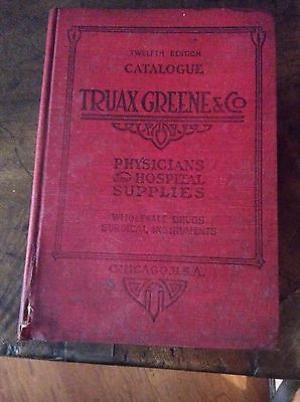 TWELFTH EDITION
CATALOGUE
TRUAX, GREENE & CO
PHYSICIANS
AND HOSPITAL
SUPPLIES
WHOLESALE DRUGS
SURGICAL INSTRUMENTS
CHICAGO, U.S.A.